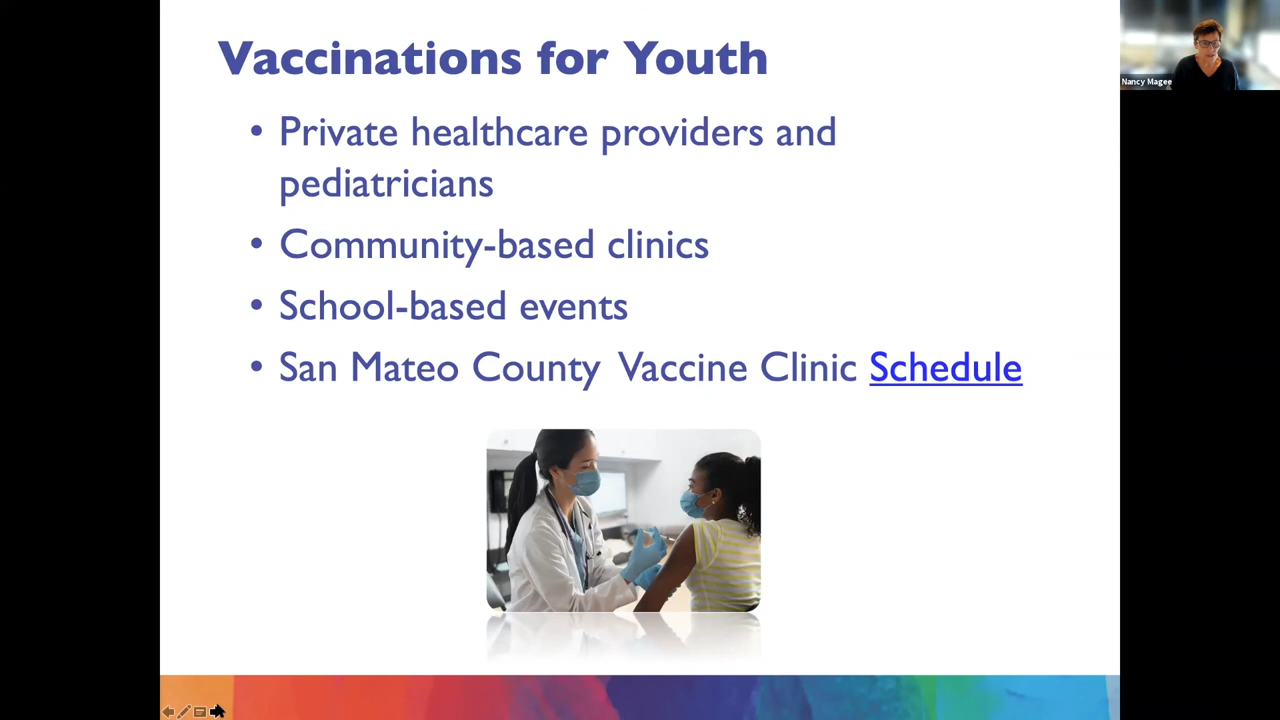 Vaccinations for Youth
• Private healthcare providers and
pediatricians
• Community-based clinics
• School-based events
• San Mateo County Vaccine Clinic Schedule
Nancy Magee